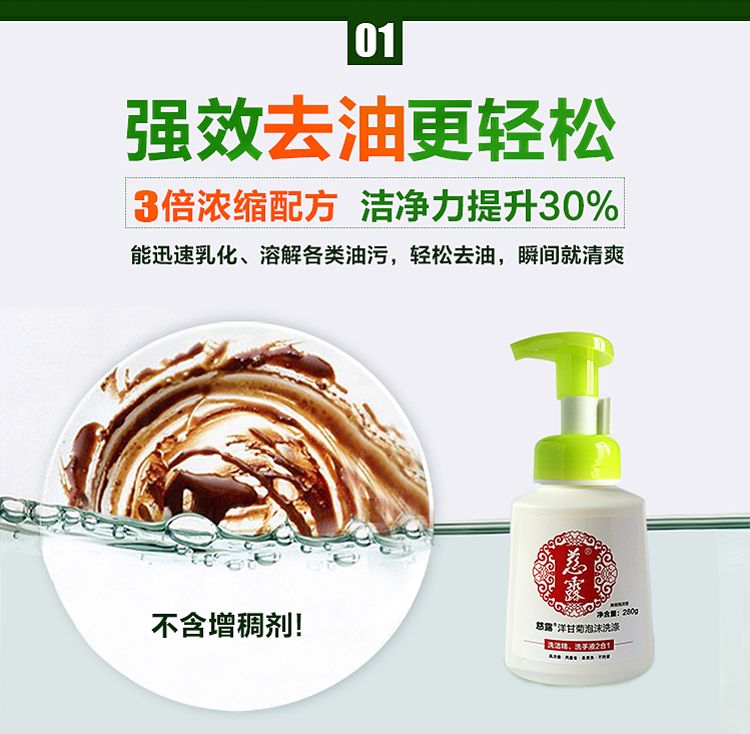 01
强效去油更轻松
3倍浓缩配方 洁净力提升30%
能迅速乳化、溶解各类油污，轻松去油，瞬间就清爽
不含增稠剂!
慈露®
净含量：280g
慈露®洋甘菊泡沫洗涤
洗洁精、洗手液2合1